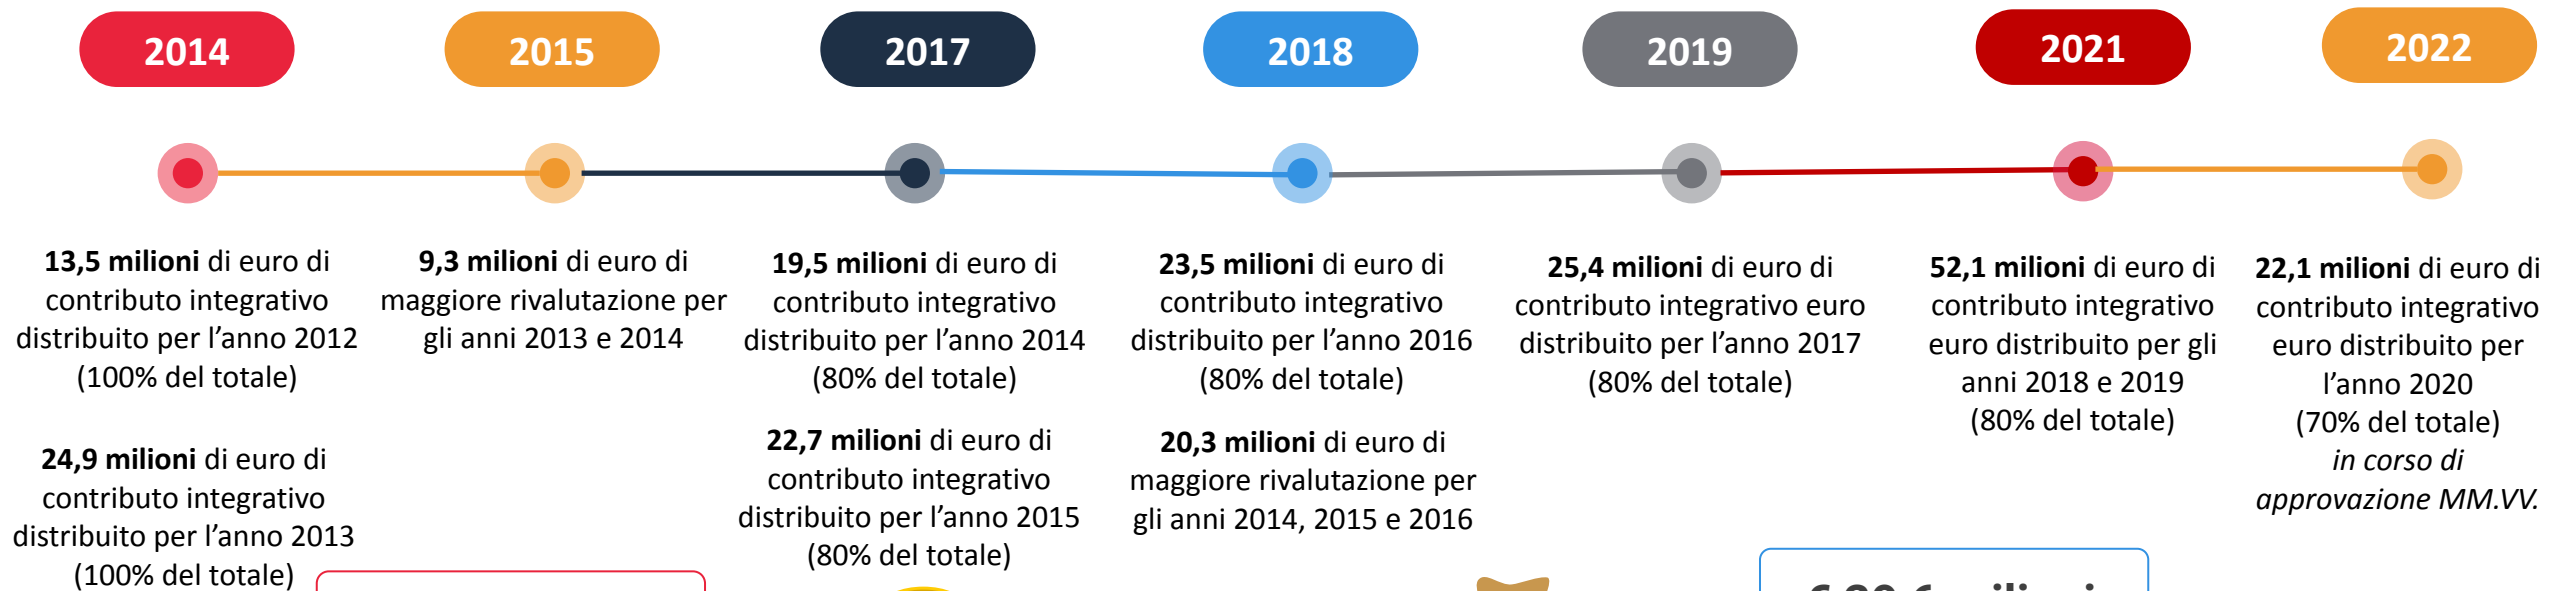 2014
2015
2017
2018
2019
2021
2022
13,5 milioni di euro di
contributo integrativo
distribuito per l'anno 2012
(100% del totale)
24,9 milioni di euro di
contributo integrativo
distribuito per l'anno 2013
(100% del totale)
9,3 milioni di euro di
maggiore rivalutazione per
gli anni 2013 e 2014
19,5 milioni di euro di
contributo integrativo
distribuito per l'anno 2014
(80% del totale)
22,7 milioni di euro di
contributo integrativo
distribuito per l'anno 2015
(80% del totale)
23,5 milioni di euro di
contributo integrativo
distribuito per l'anno 2016
(80% del totale)
20,3 milioni di euro di
maggiore rivalutazione per
gli anni 2014, 2015 e 2016
25,4 milioni di euro di
contributo integrativo euro
distribuito per l'anno 2017
(80% del totale)
52,1 milioni di euro di
contributo integrativo
euro distribuito per gli
anni 2018 e 2019
(80% del totale)
22,1 milioni di euro di
contributo integrativo
euro distribuito per
l'anno 2020
(70% del totale)
in corso di
approvazione MM.VV.